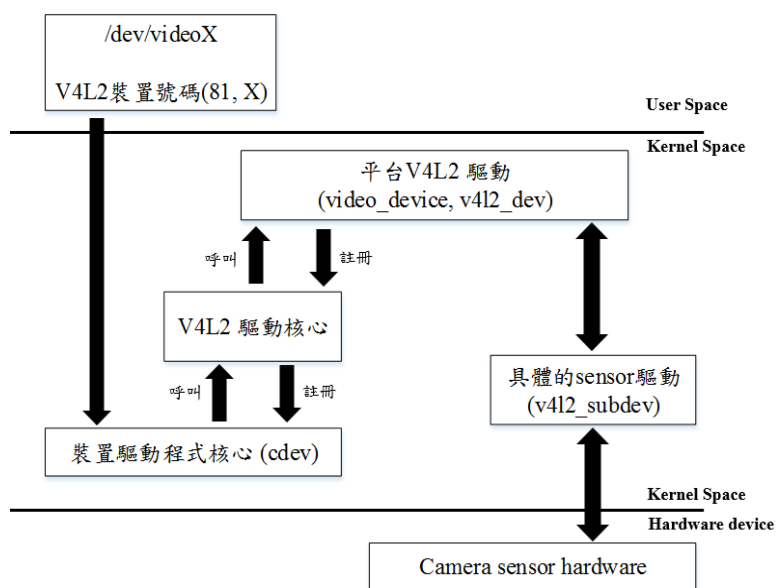 /dev/videoX
V4L2裝置號碼(81, X)
User Space
Kernel Space
平台V4L2 驅動
(video_device, v4l2_dev)
呼叫
註冊
V4L2 驅動核心
具體的sensor驅動
(v4l2_subdev)
呼叫
註冊
裝置驅動程式核心 (cdev)
Kernel Space
Hardware device
Camera sensor hardware